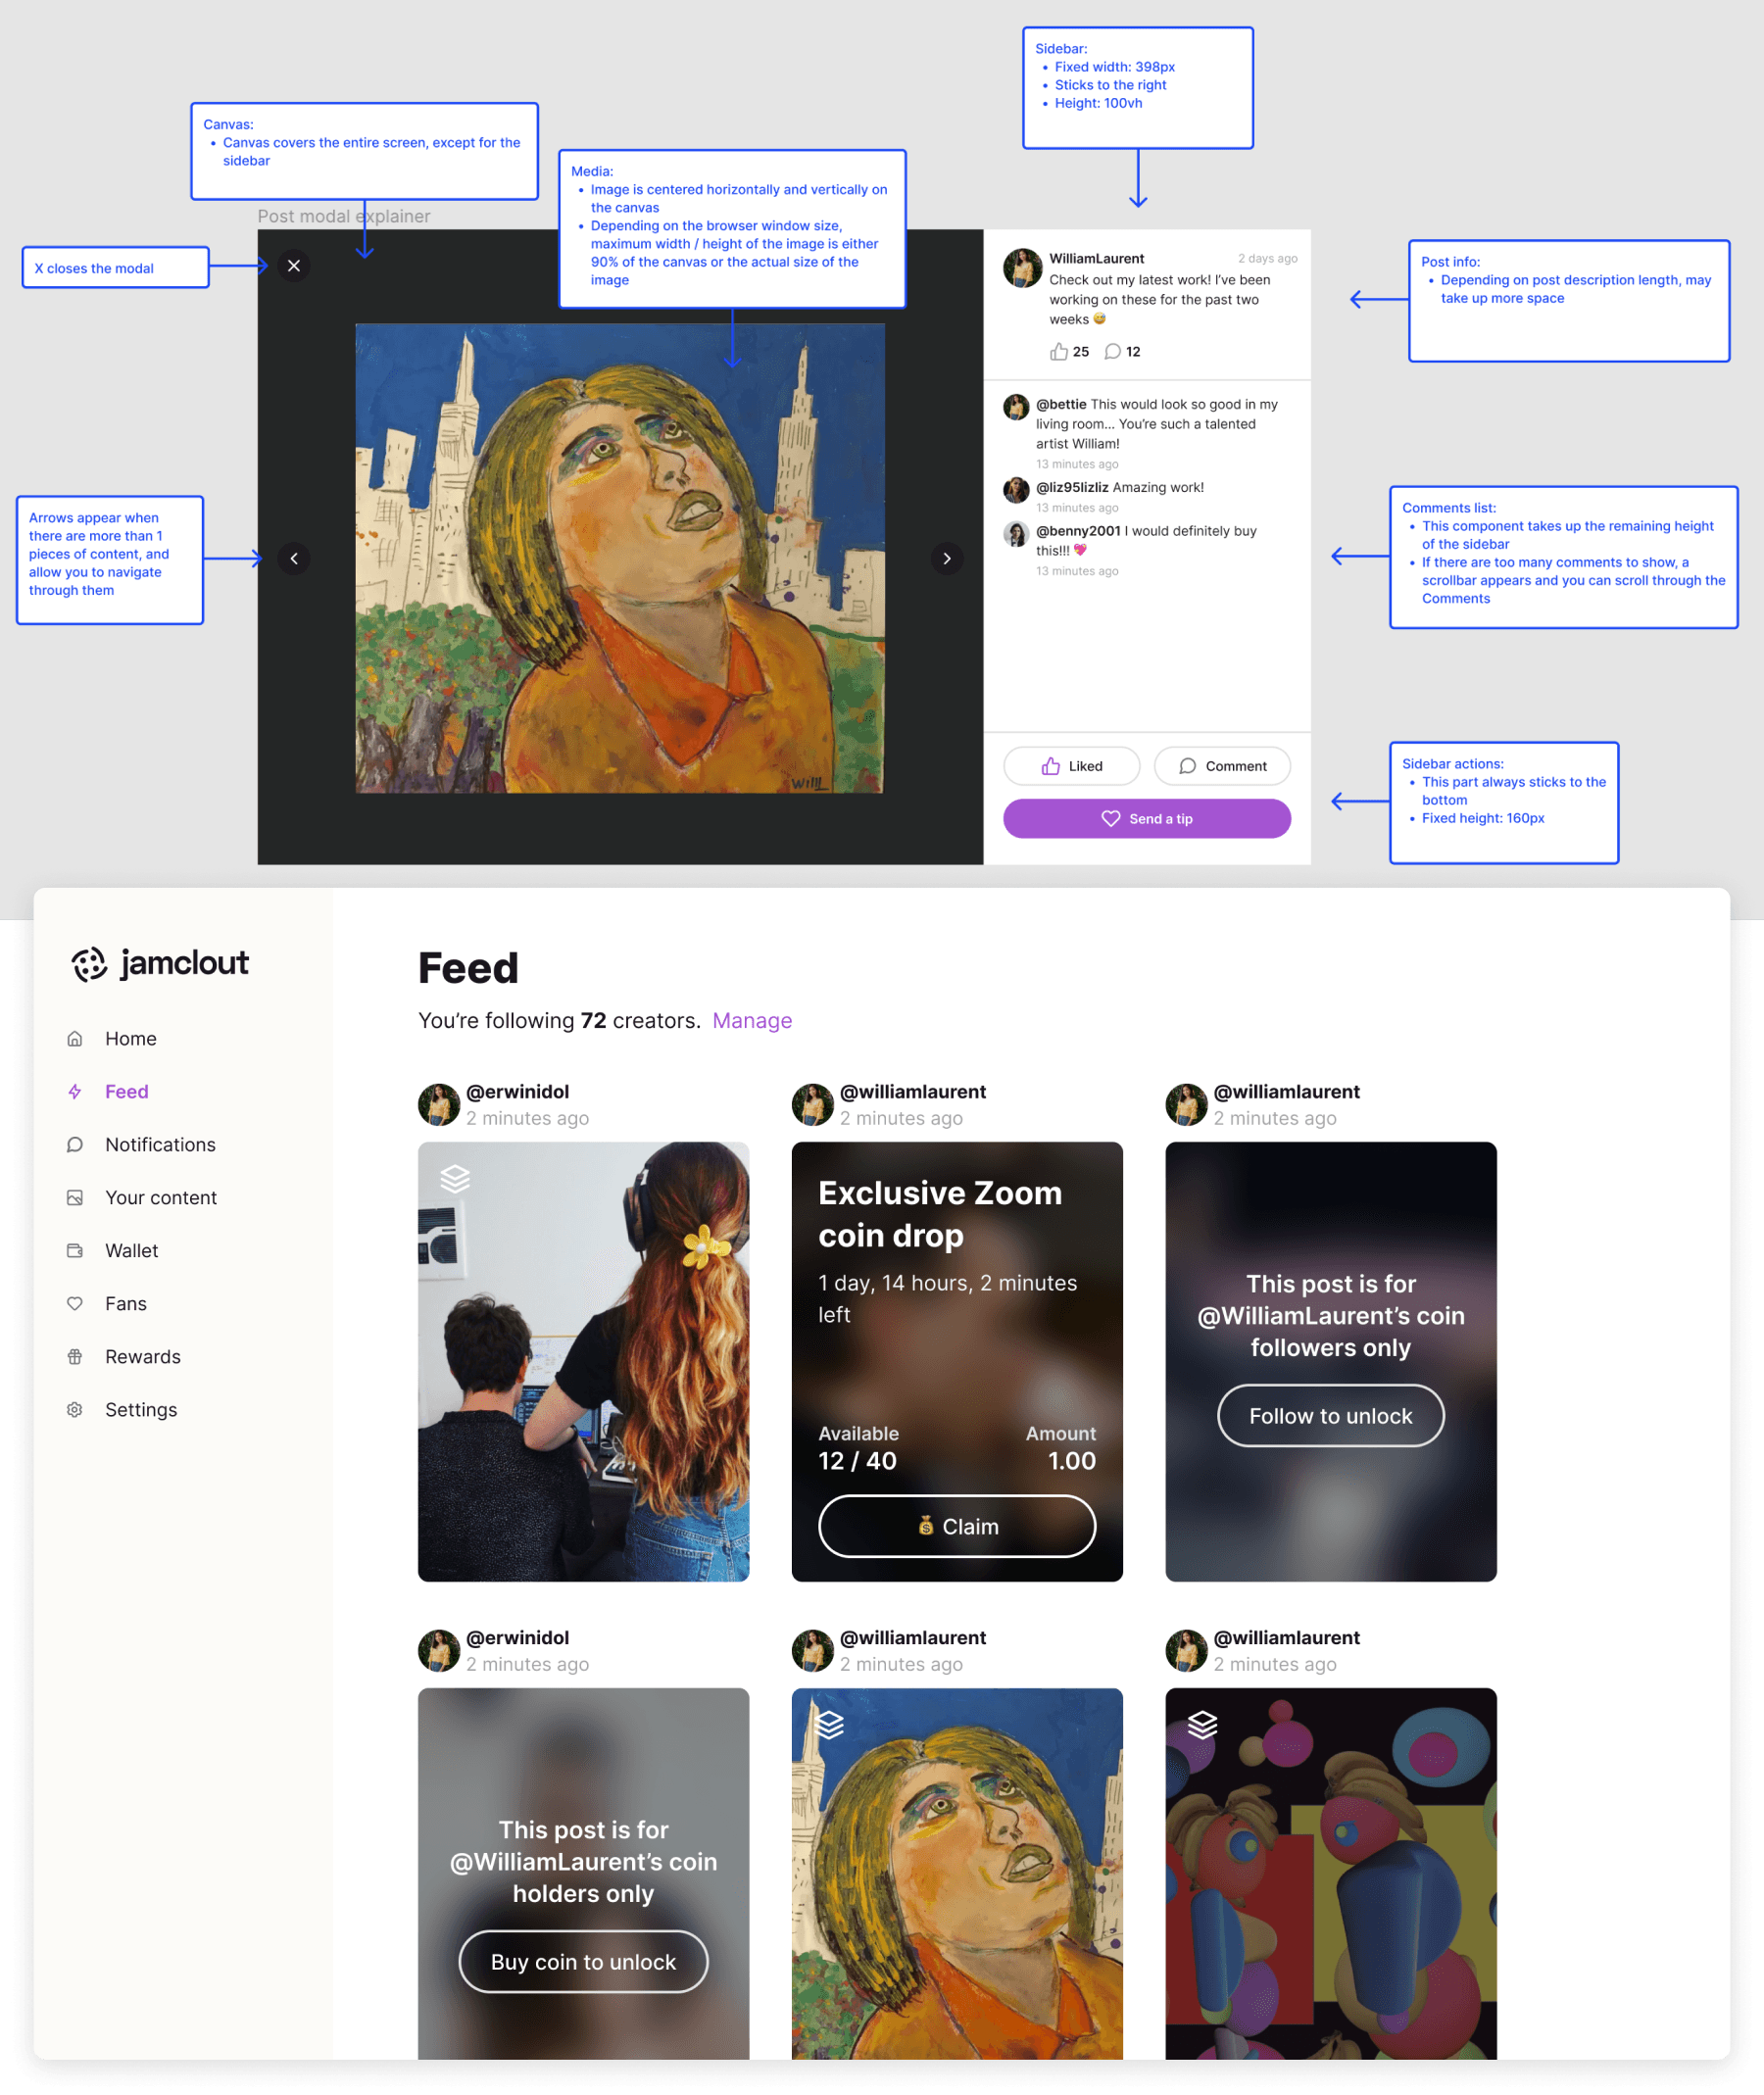 Sidebar:
• Fixed width: 398px
• Sticks to the right
• Height: 100vh
Canvas:
• Canvas covers the entire screen, except for the
sidebar
Media:
• Image is centered horizontally and vertically on
the canvas
• Depending on the browser window size,
maximum width / height of the image is either
90% of the canvas or the actual size of the
image
Post modal explainer
X closes the modal
WilliamLaurent
2 days ago
Check out my latest work! I’ve been
working on these for the past two
weeks 😅
25 12
Post info:
• Depending on post description length, may
take up more space
@bettie This would look so good in my
living room... You’re such a talented
artist William!
13 minutes ago
@liz95lizliz Amazing work!
13 minutes ago
@benny2001 I would definitely buy
this!!! 💖
13 minutes ago
Arrows appear when
there are more than 1
pieces of content, and
allow you to navigate
through them
Comments list:
• This component takes up the remaining height
of the sidebar
• If there are too many comments to show, a
scrollbar appears and you can scroll through the
Comments
WILL
Liked
Comment
Send a tip
Sidebar actions:
• This part always sticks to the
bottom
• Fixed height: 160px
jamclout
Home
Feed
Notifications
Your content
Wallet
Fans
Rewards
Settings
Feed
You’re following 72 creators. Manage
@erwinidol
2 minutes ago
@williamlaurent
2 minutes ago
Exclusive Zoom
coin drop
1 day, 14 hours, 2 minutes
left
Available
12 / 40
Amount
1.00
💰 Claim
@williamlaurent
2 minutes ago
This post is for
@WilliamLaurent’s coin
followers only
Follow to unlock
@erwinidol
2 minutes ago
This post is for
@WilliamLaurent’s coin
holders only
Buy coin to unlock
@williamlaurent
2 minutes ago
@williamlaurent
2 minutes ago